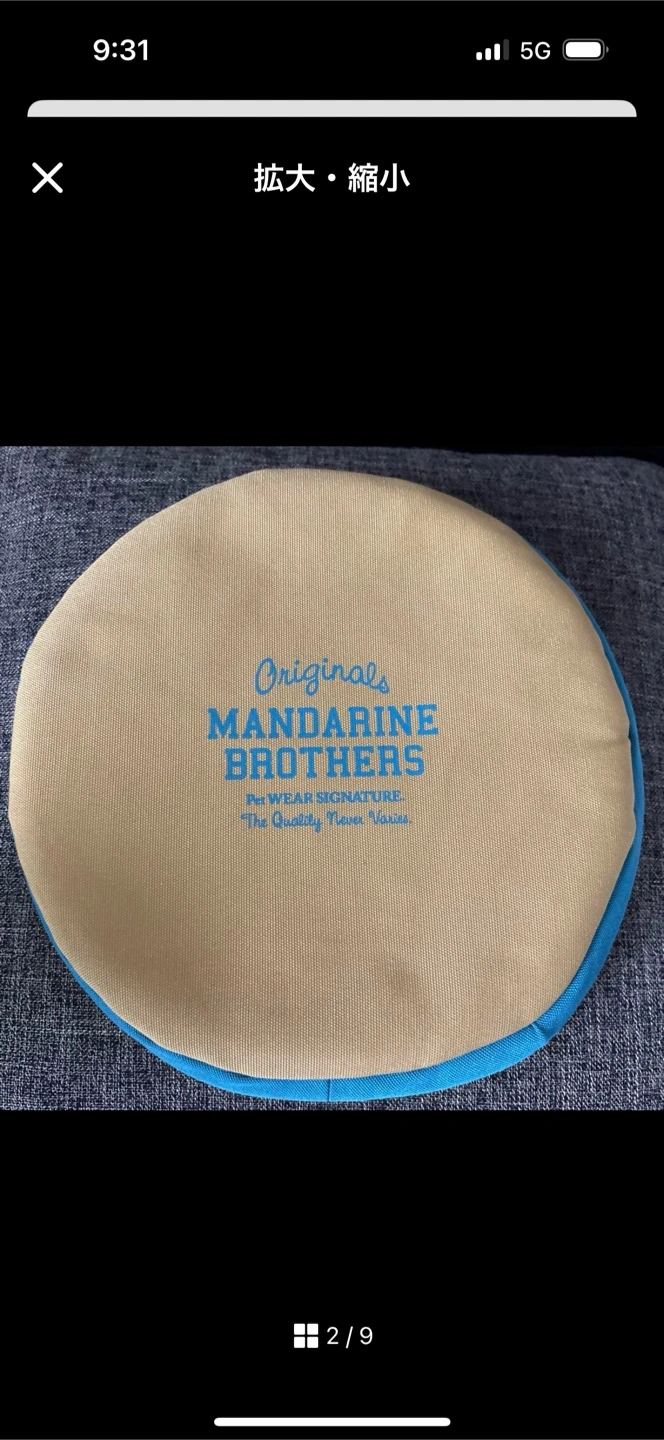 9:31
5G
拡大・縮小
Originals
MANDARINE
BROTHERS
Pet WEAR SIGNATURE.
The Quality Never Varies.
2 / 9